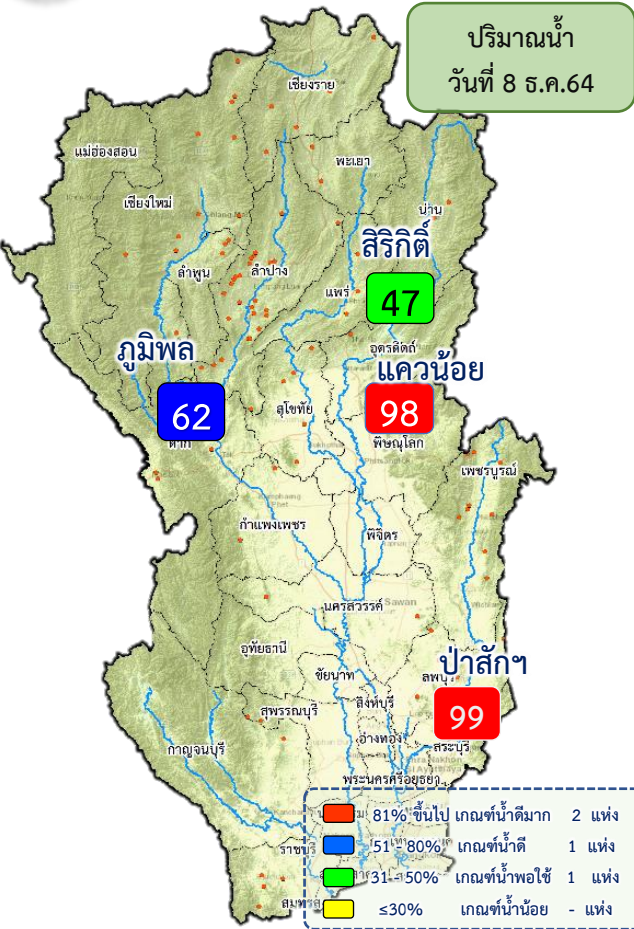 ปริมาณน้ำ
วันที่ 8 ธ.ค.64
เชียงราย
แม่ฮ่องสอน
พะเยา
เชียงใหม่
น่าน
สิริกิติ์
ลำพูน
ลำปาง
แพร่
47
ภูมิพล
อุตรดิตถ์
แควน้อย
62
สุโขทัย
98
ตาก
พิษณุโลก
เพชรบูรณ์
กำแพงเพชร
พิจิตร
นครสวรรค์
Sawan
อุทัยธานี
ป่าสักฯ
ชัยนาท
ลพบุรี
สิงห์บุรี
99
สุพรรณบุรี
อ่างทอง
กาญจนบุรี
สระบุรี
พระนครศรีอยุธยา
81% ขึ้นไป เกณฑ์น้ำดีมาก 2 แห่ง
51 - 80% เกณฑ์น้ำดี 1 แห่ง
ราชบุรี
31 - 50% เกณฑ์น้ำพอใช้ 1 แห่ง
≤30% เกณฑ์น้ำน้อย - แห่ง